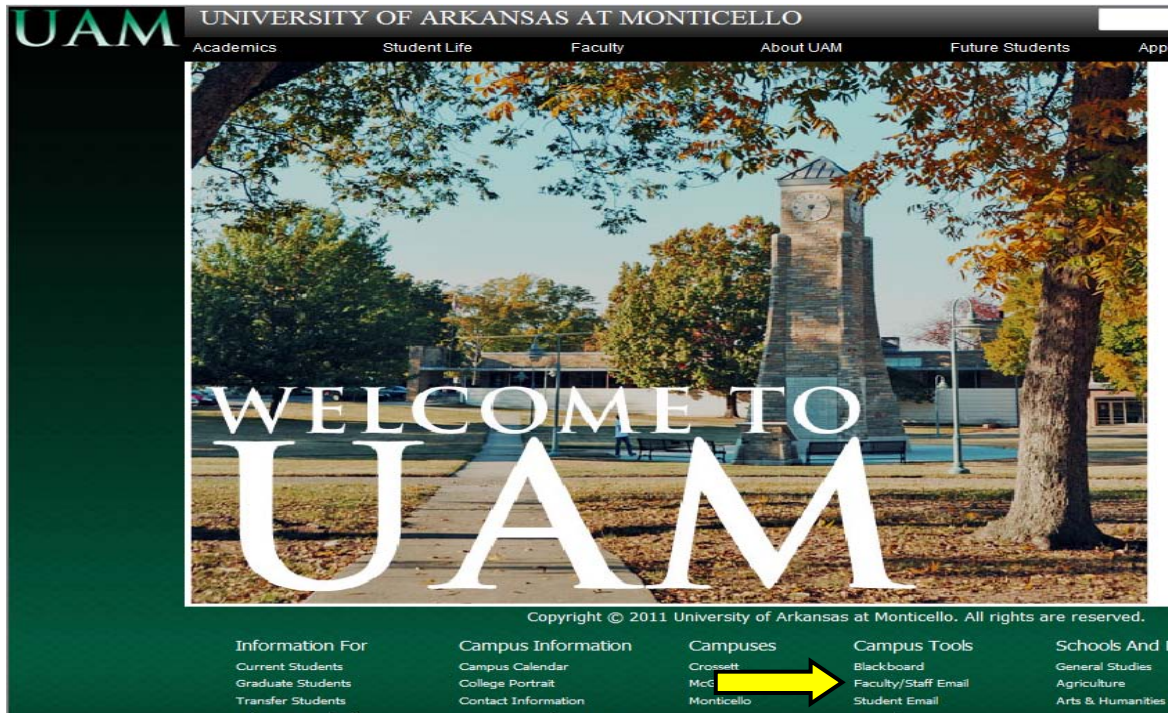 UAM
UNIVERSITY OF ARKANSAS AT MONTICELLO
Academics Student Life Faculty About UAM Future Students App
WELCOME TO
UAM
Copyright © 2011 University of Arkansas at Monticello. All rights are reserved.
Information For Campus Information Campuses Campus Tools Schools And
Current Students Campus Calendar Crossett Blackboard General Studies
Graduate Students College Portrait Faculty/Staff Email Agriculture
Transfer Students Contact Information Monticello Student Email Arts & Humanities